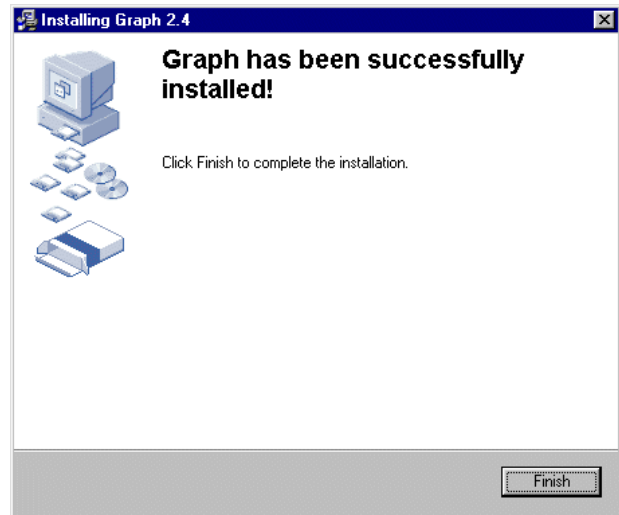 Installing Graph 2.4
Graph has been successfully
installed!
Click Finish to complete the installation.
Finish